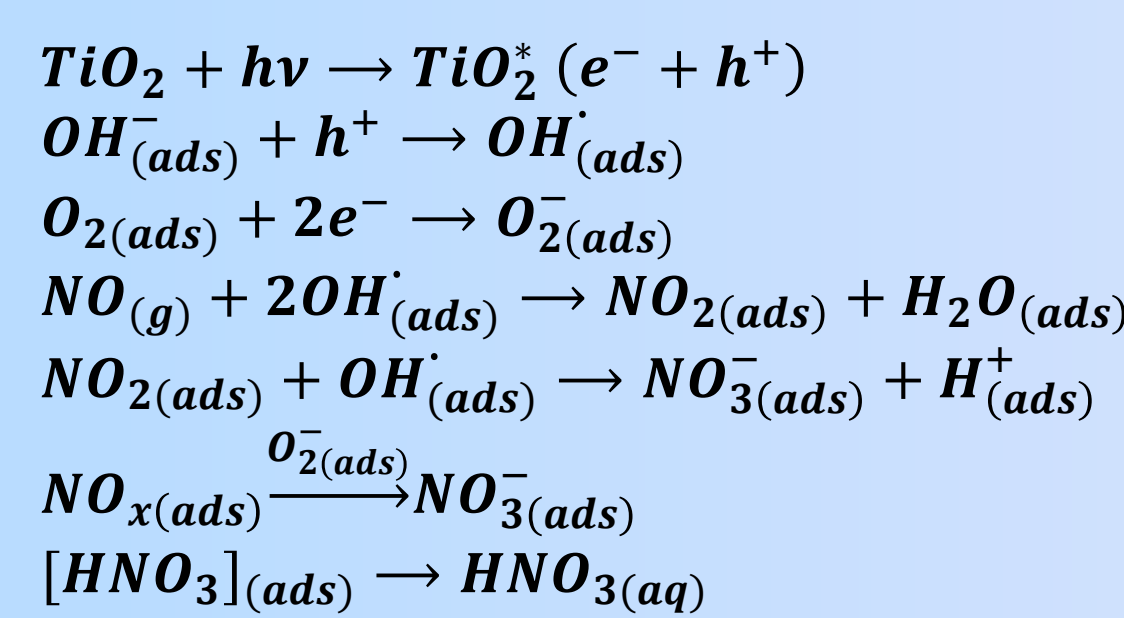 TiO₂ + hν ⟶ TiO₂* (e⁻ + h⁺)
OH⁻₍ads₎ + h⁺ ⟶ OH˙₍ads₎
O₂₍ads₎ + 2e⁻ ⟶ O₂⁻₍ads₎
NO₍g₎ + 2OH˙₍ads₎ ⟶ NO₂₍ads₎ + H₂O₍ads₎
NO₂₍ads₎ + OH˙₍ads₎ ⟶ NO₃⁻₍ads₎ + H⁺₍ads₎
O₂⁻₍ads₎
NOₓ₍ads₎ ⟶ NO₃⁻₍ads₎
[HNO₃]₍ads₎ ⟶ HNO₃₍aq₎